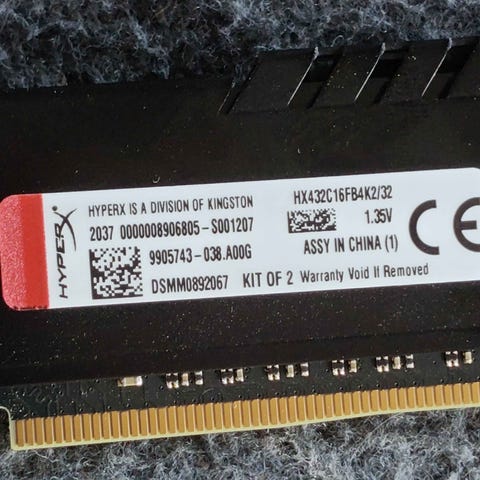 HYPERX
HYPERX IS A DIVISION OF KINGSTON
2037 0000008906805-S001207
9905743-038.A00G
DSMM0892067 KIT OF 2 Warranty Void If Removed
HX432C16FB4K2/32
1.35V
ASSY IN CHINA (1)
CE